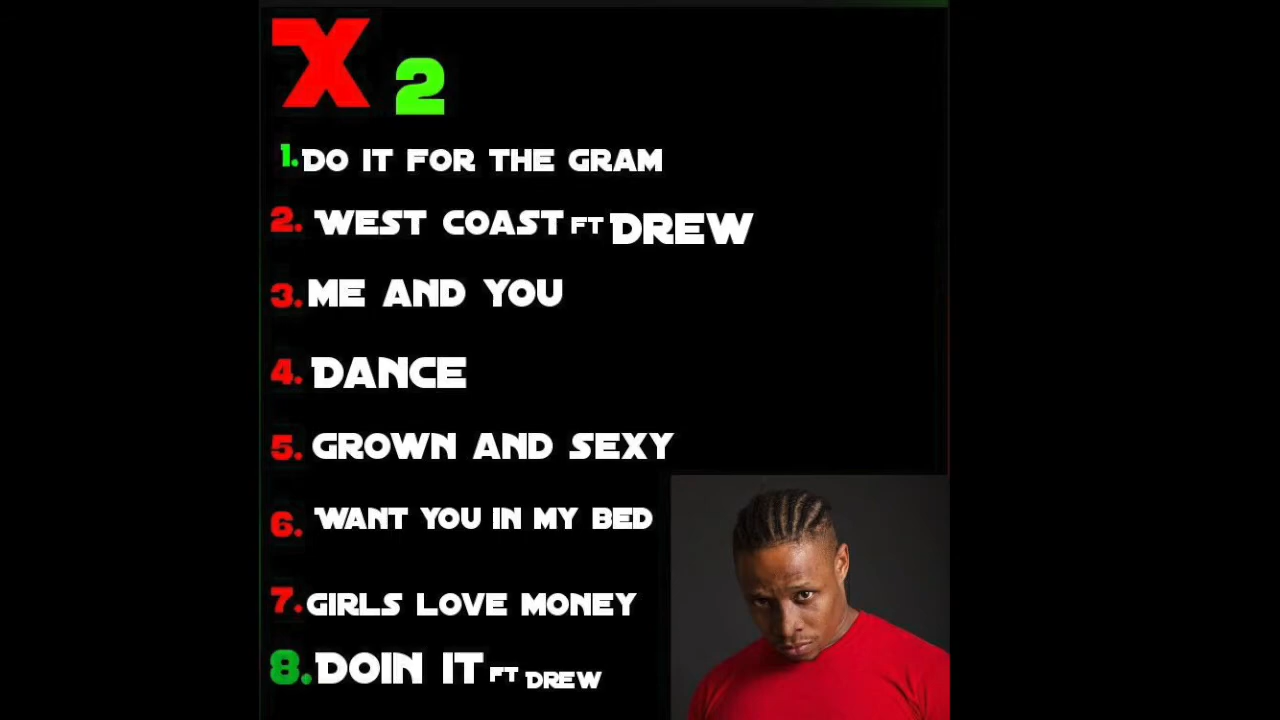 X 2
1. DO IT FOR THE GRAM
2. WEST COAST FT DREW
3. ME AND YOU
4. DANCE
5. GROWN AND SEXY
6. WANT YOU IN MY BED
7. GIRLS LOVE MONEY
8. DOIN IT FT DREW